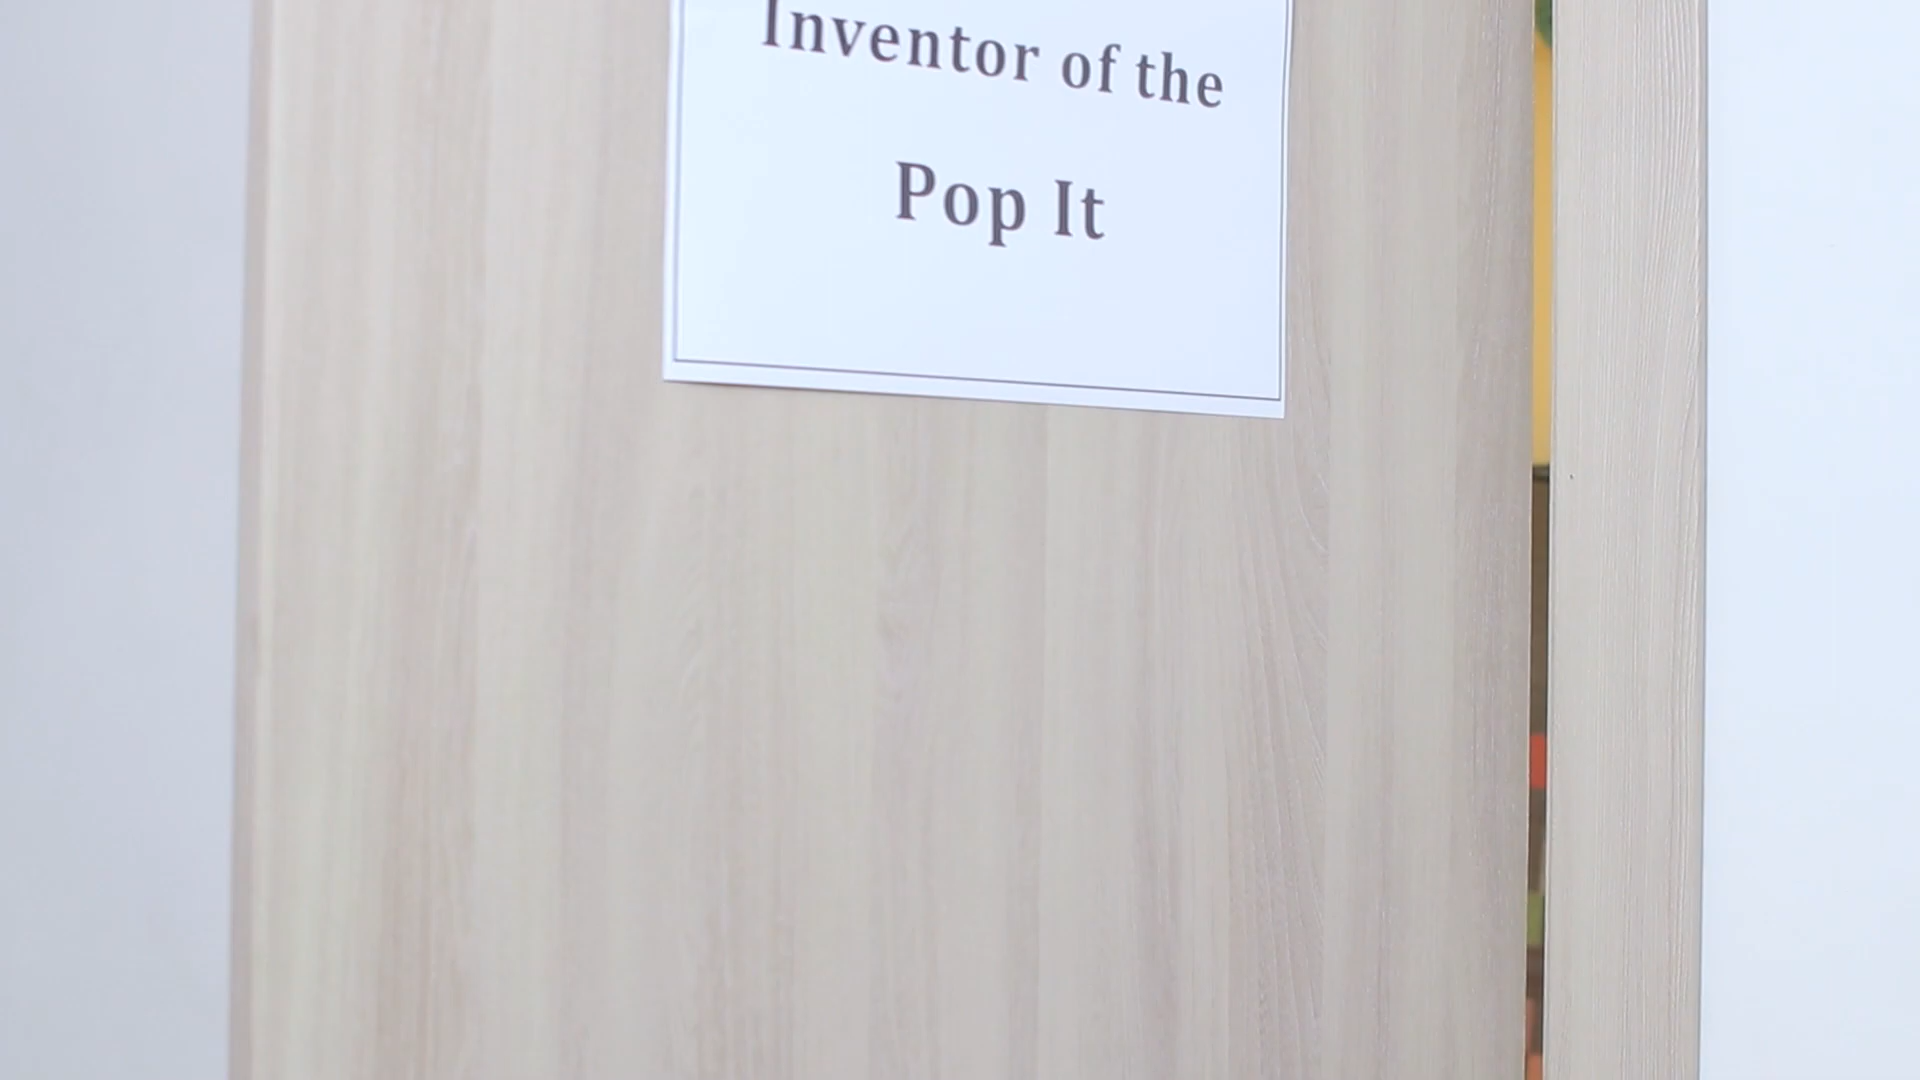 Inventor of the
Pop It